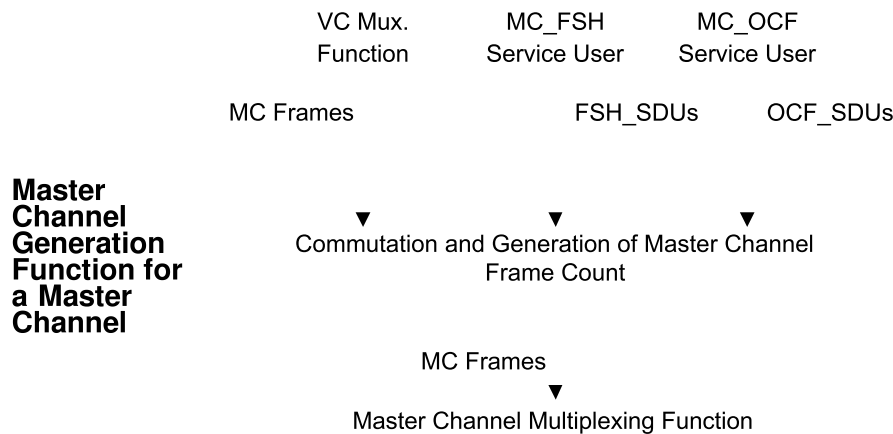 VC Mux. MC_FSH MC_OCF
Function Service User Service User
MC Frames FSH_SDUs OCF_SDUs
Master
Channel
Generation
Function for
a Master
Channel
Commutation and Generation of Master Channel
Frame Count
MC Frames
Master Channel Multiplexing Function